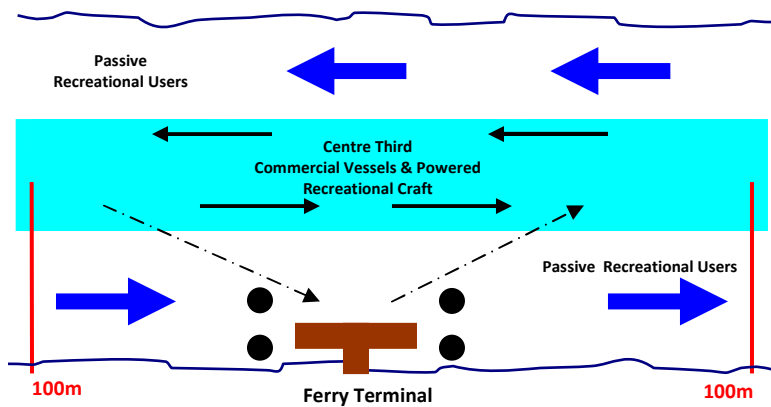 Passive
Recreational Users
Centre Third
Commercial Vessels & Powered
Recreational Craft
Passive Recreational Users
100m
Ferry Terminal
100m